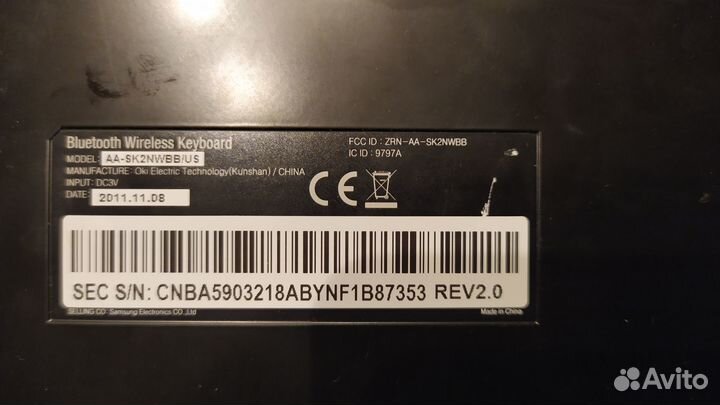 Bluetooth Wireless Keyboard
MODEL: AA-SK2NWBB/US
MANUFACTURE : Oki Electric Technology(Kunshan) / CHINA
INPUT: DC3V
DATE: 2011.11.08
FCC ID : ZRN-AA-SK2NWBB
IC ID : 9797A
CE
SEC S/N: CNBA5903218ABYNF1B87353 REV2.0
SELLING CO : Samsung Electronics CO .,Ltd
Made in China
Avito